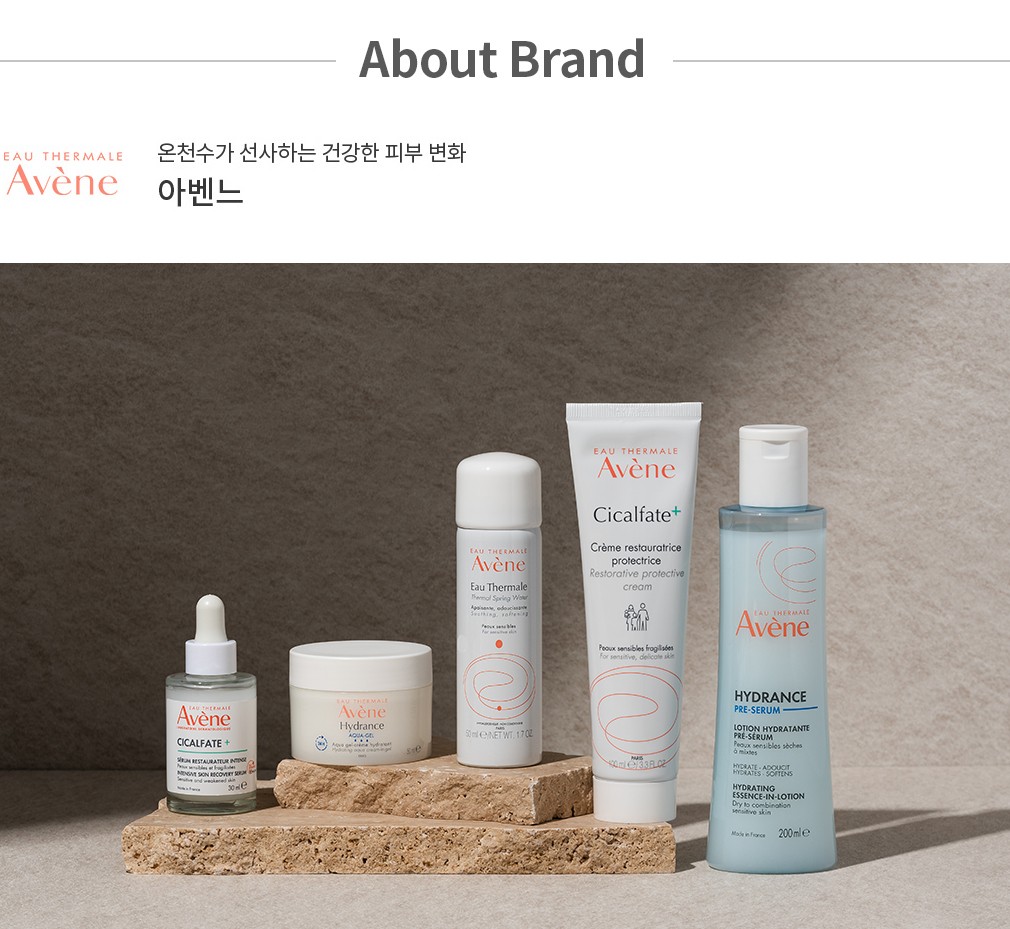 About Brand
EAU THERMALE
Avène
온천수가 선사하는 건강한 피부 변화
아벤느
EAU THERMALE
Avène
CICALFATE +
SÉRUM RESTAURATEUR INTENSE
Peaux sensibles et fragilisées
INTENSIVE SKIN RECOVERY SERUM
Sensitive and weakened skin
Made in France
30 ml ℮
EAU THERMALE
Avène
Hydrance
AQUA-GEL
Aqua gel-crème hydratant
EAU THERMALE
Avène
Eau Thermale
Thermal Spring Water
Apaisante, adoucissante
Soothing, softening
Peaux sensibles
For sensitive skin
50 ml ℮ NET WT. 1.7 OZ.
EAU THERMALE
Avène
Cicalfate+
Crème restauratrice
protectrice
Restorative protective
cream
Peaux sensibles fragilisées
For sensitive, delicate skin
PARIS
100 ml ℮ 3.3 FL.OZ.
EAU THERMALE
Avène
HYDRANCE
PRE-SERUM
LOTION HYDRATANTE
PRÉ-SÉRUM
Peaux sensibles sèches
à mixtes
HYDRATE - ADOUCIT
HYDRATES - SOFTENS
HYDRATING
ESSENCE-IN-LOTION
Dry to combination
sensitive skin
Made in France
200 ml ℮